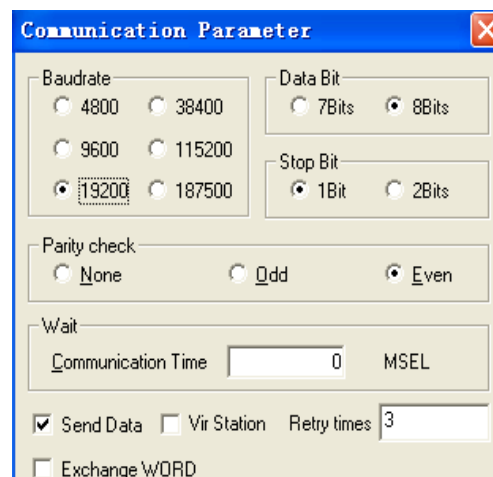 Communication Parameter
Baudrate
4800 38400
9600 115200
19200 187500
Data Bit
7Bits 8Bits
Stop Bit
1Bit 2Bits
Parity check
None Odd Even
Wait
Communication Time 0 MSEL
Send Data Vir Station Retry times 3
Exchange WORD